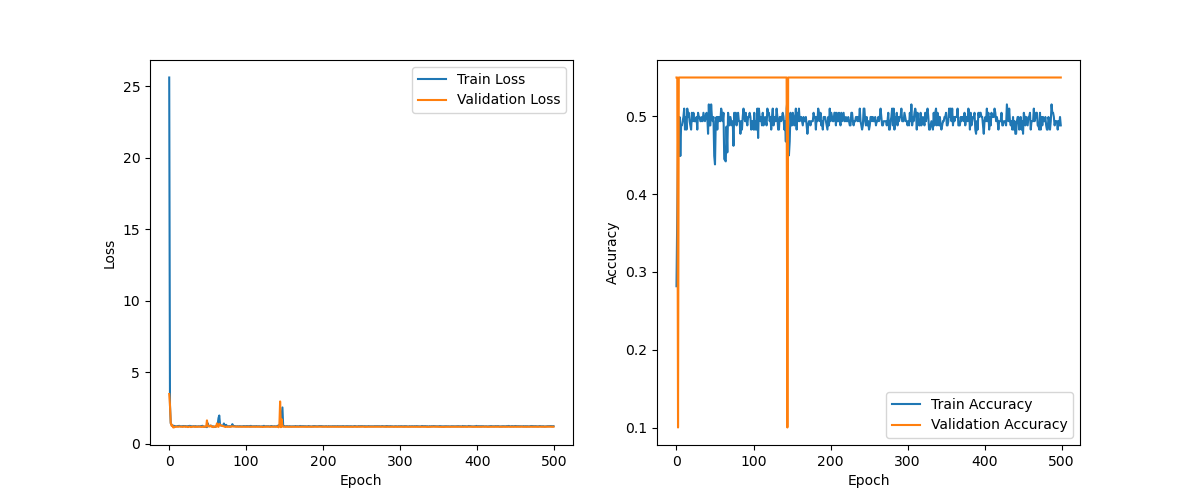 Train Loss
Validation Loss
25
20
15
10
5
0
Loss
0 100 200 300 400 500
Epoch
0.5
0.4
0.3
0.2
0.1
Accuracy
Train Accuracy
Validation Accuracy
0 100 200 300 400 500
Epoch